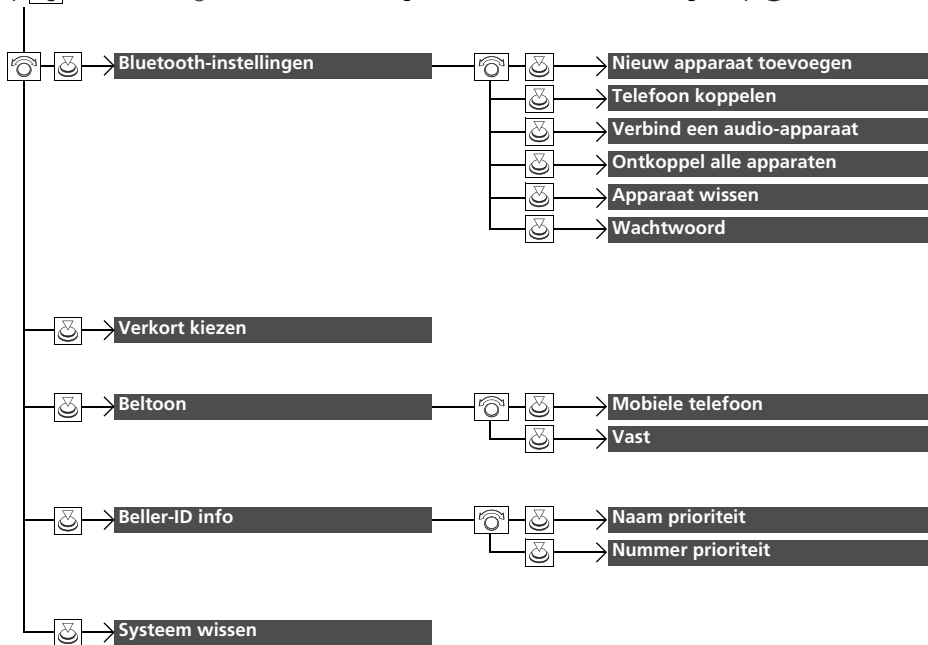 Bluetooth-instellingen
Nieuw apparaat toevoegen
Telefoon koppelen
Verbind een audio-apparaat
Ontkoppel alle apparaten
Apparaat wissen
Wachtwoord
Verkort kiezen
Beltoon
Mobiele telefoon
Vast
Beller-ID info
Naam prioriteit
Nummer prioriteit
Systeem wissen